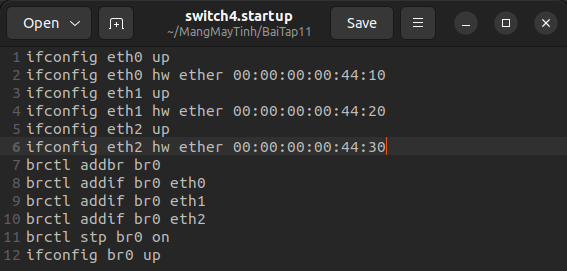 Open
switch4.startup
~/MangMayTinh/BaiTap11
Save
1 ifconfig eth0 up
2 ifconfig eth0 hw ether 00:00:00:00:44:10
3 ifconfig eth1 up
4 ifconfig eth1 hw ether 00:00:00:00:44:20
5 ifconfig eth2 up
6 ifconfig eth2 hw ether 00:00:00:00:44:30
7 brctl addbr br0
8 brctl addif br0 eth0
9 brctl addif br0 eth1
10 brctl addif br0 eth2
11 brctl stp br0 on
12 ifconfig br0 up